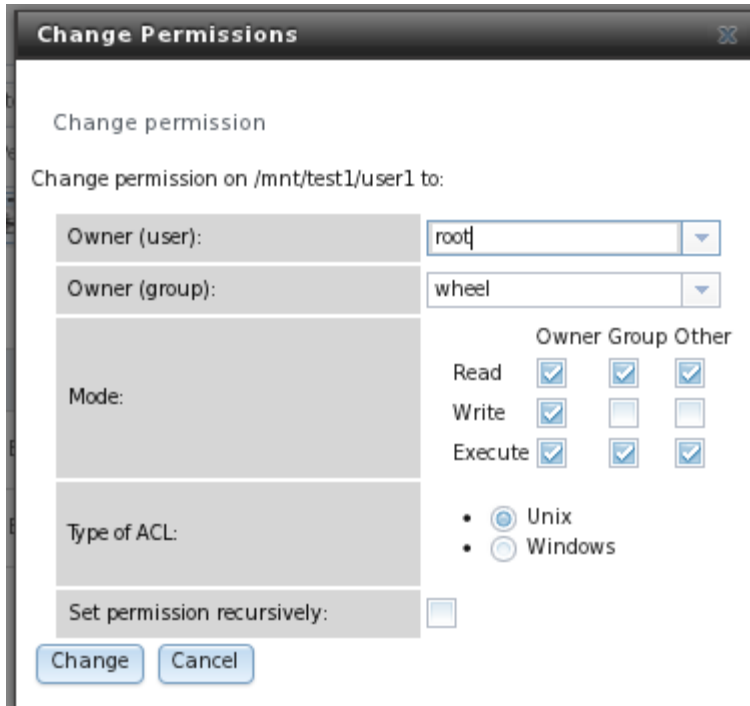 Change Permissions
Change permission
Change permission on /mnt/test1/user1 to:
Owner (user): root
Owner (group): wheel
Mode:
Owner Group Other
Read
Write
Execute
Type of ACL:
Unix
Windows
Set permission recursively:
Change Cancel